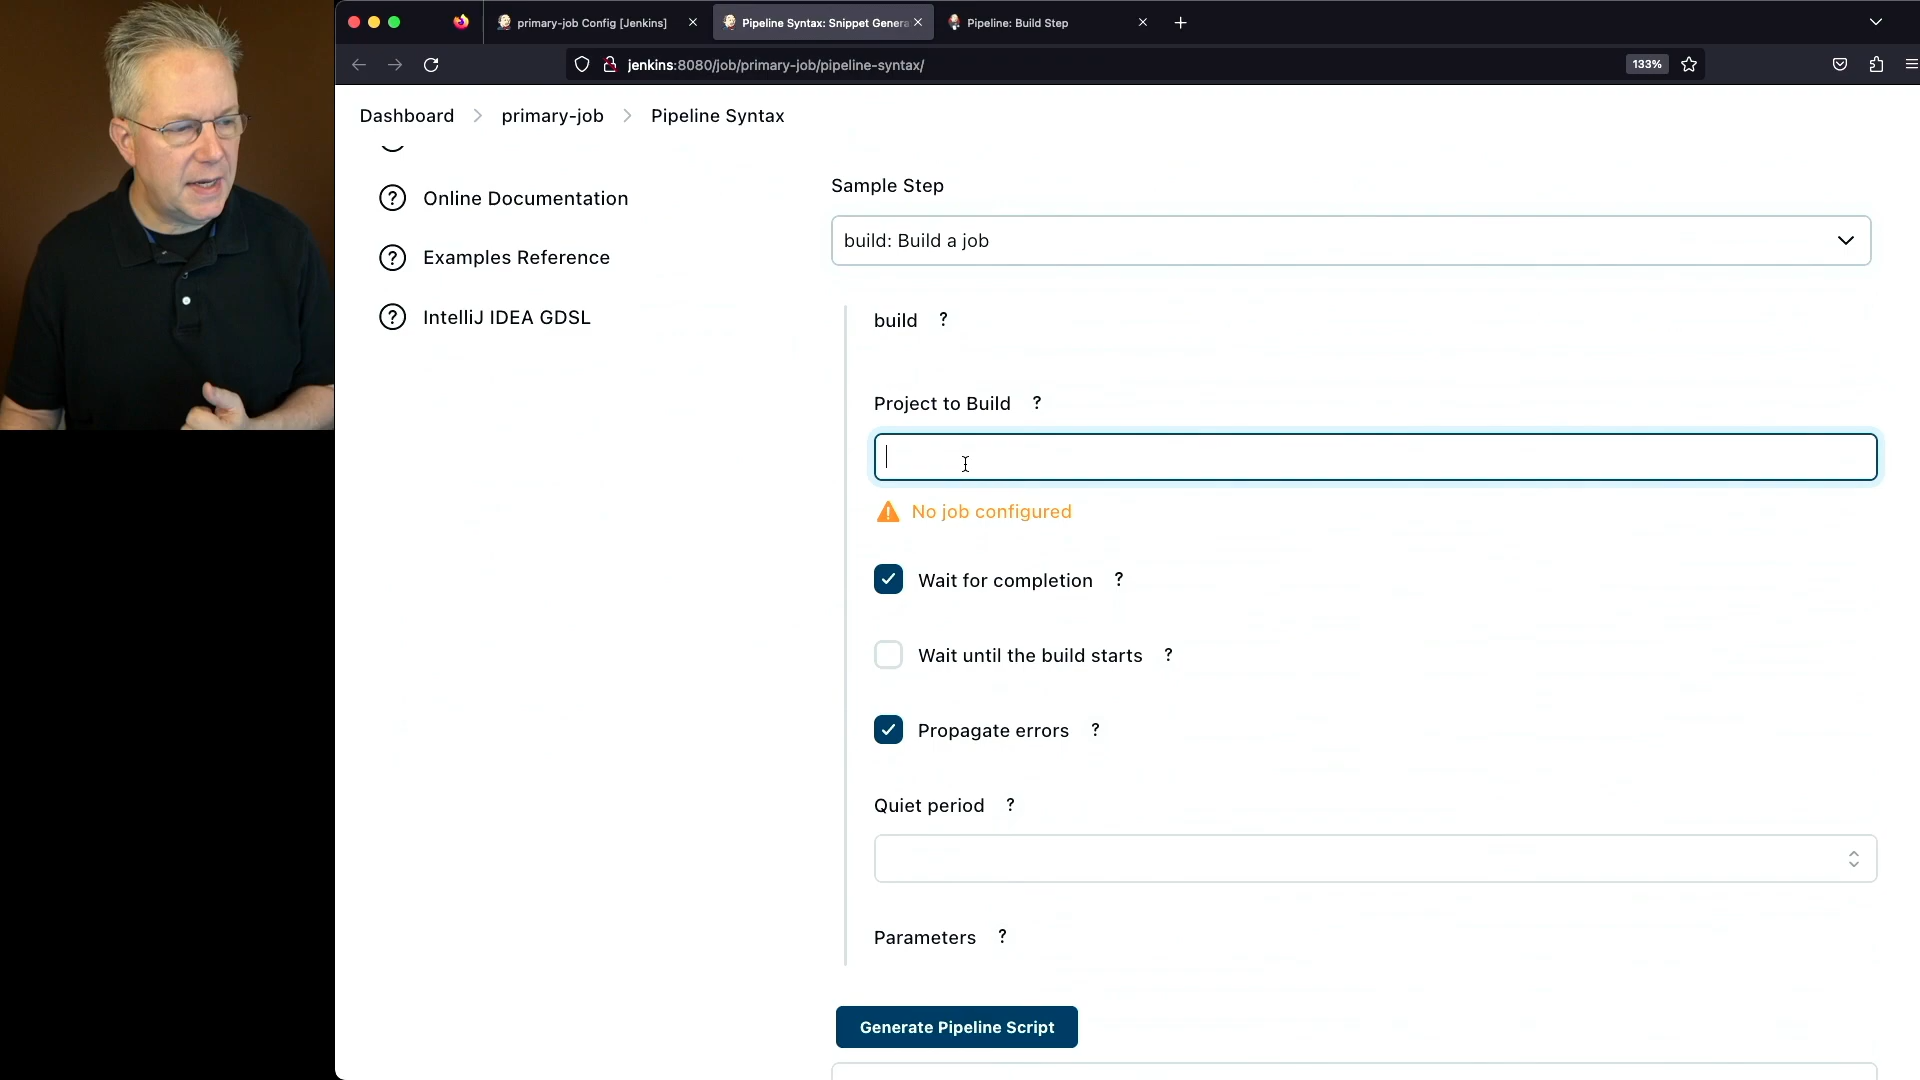 primary-job Config [Jenkins]
Pipeline Syntax: Snippet Genera
Pipeline: Build Step
jenkins:8080/job/primary-job/pipeline-syntax/
133%
Dashboard
primary-job
Pipeline Syntax
? Online Documentation
? Examples Reference
? IntelliJ IDEA GDSL
Sample Step
build: Build a job
build ?
Project to Build ?
No job configured
Wait for completion ?
Wait until the build starts ?
Propagate errors ?
Quiet period ?
Parameters ?
Generate Pipeline Script